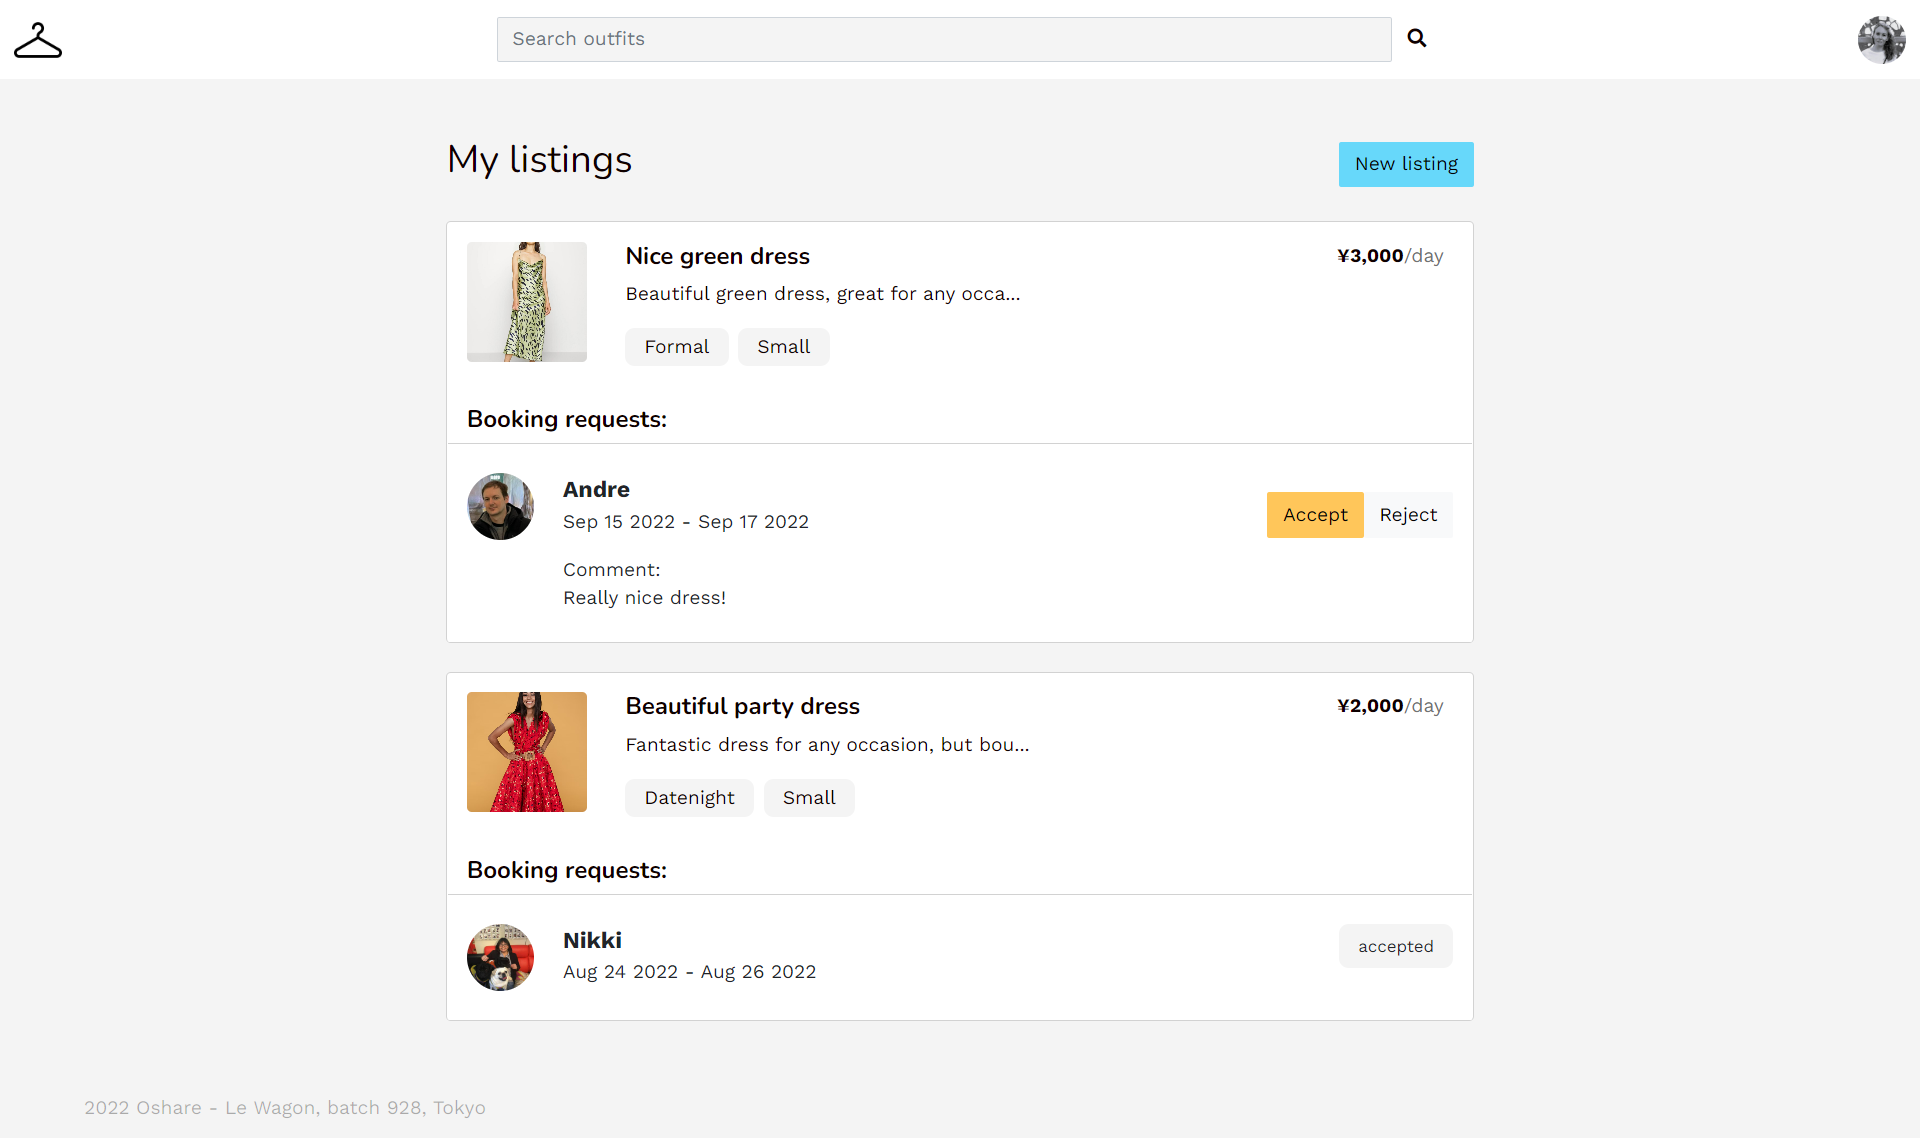 Search outfits
My listings
New listing
Nice green dress
¥3,000/day
Beautiful green dress, great for any occa...
Formal
Small
Booking requests:
Andre
Sep 15 2022 - Sep 17 2022
Accept
Reject
Comment:
Really nice dress!
Beautiful party dress
¥2,000/day
Fantastic dress for any occasion, but bou...
Datenight
Small
Booking requests:
Nikki
Aug 24 2022 - Aug 26 2022
accepted
2022 Oshare - Le Wagon, batch 928, Tokyo